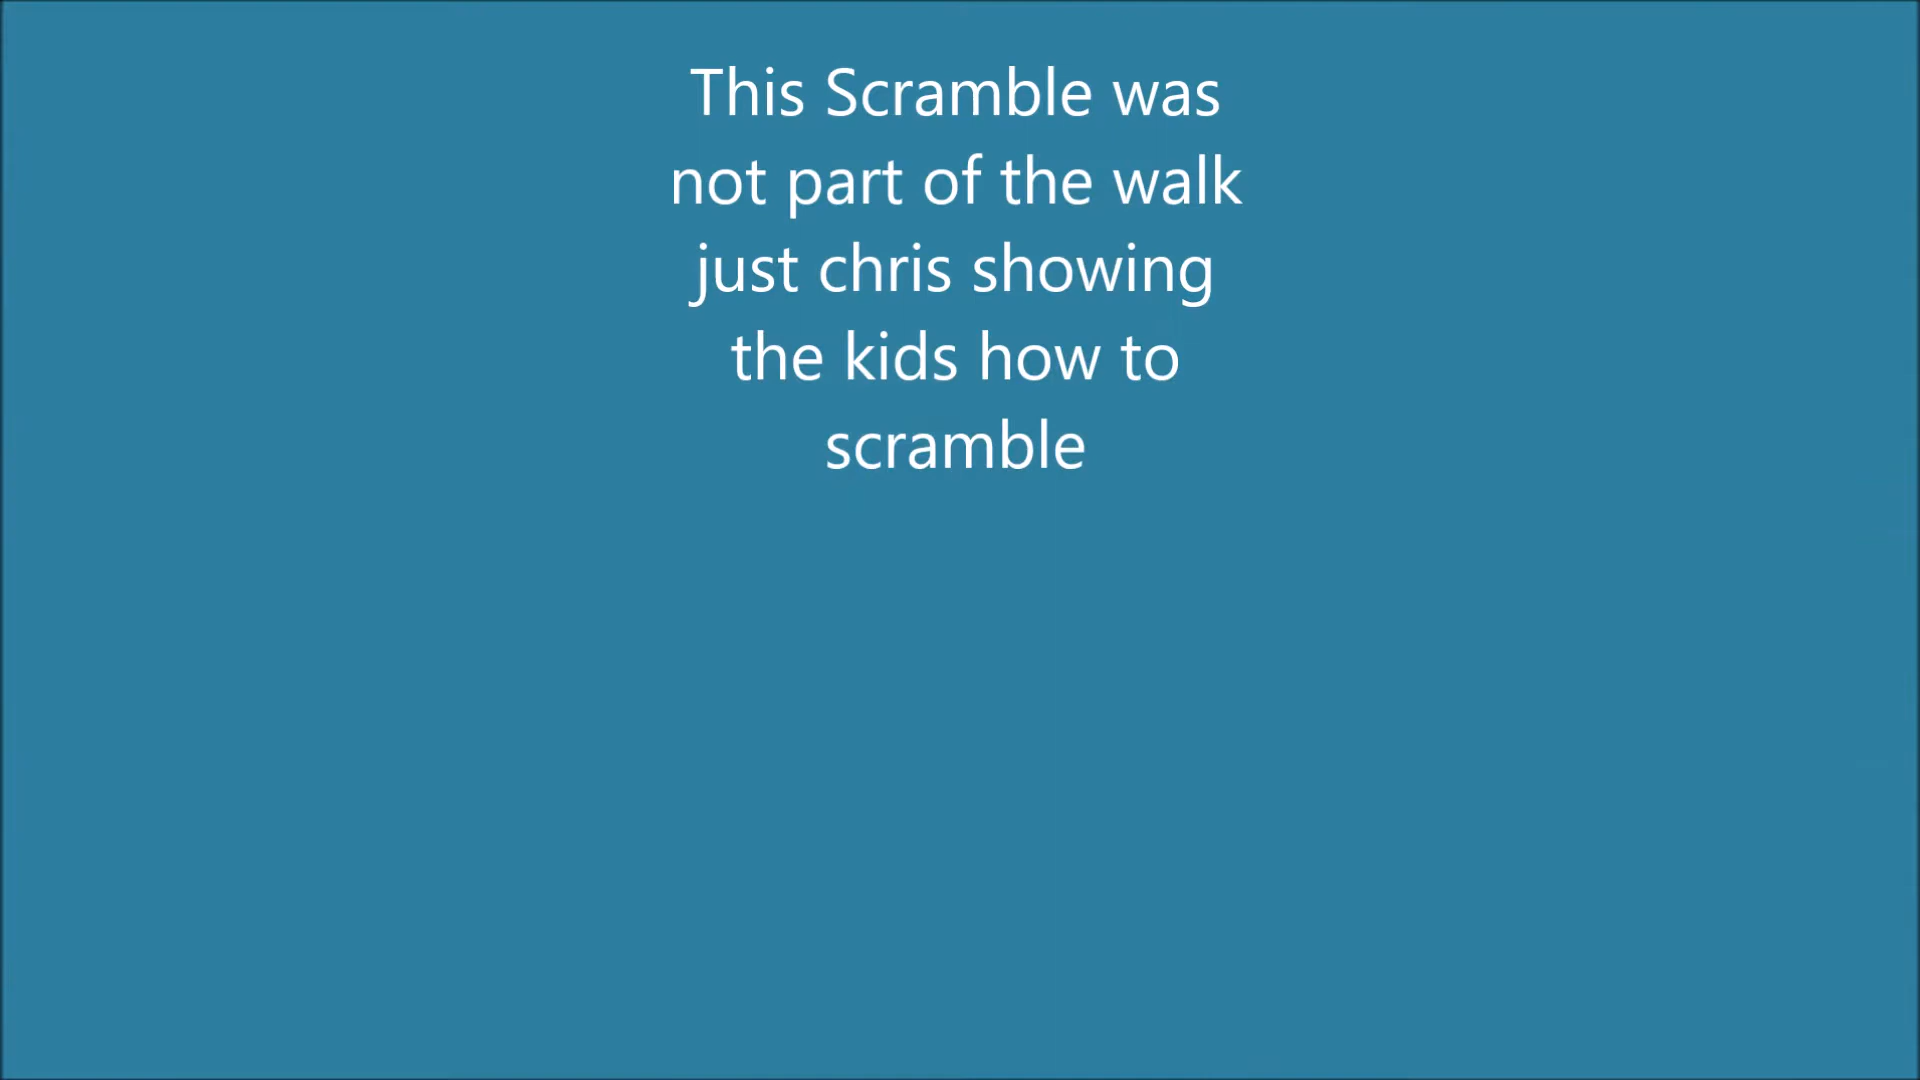 This Scramble was
not part of the walk
just chris showing
the kids how to
scramble